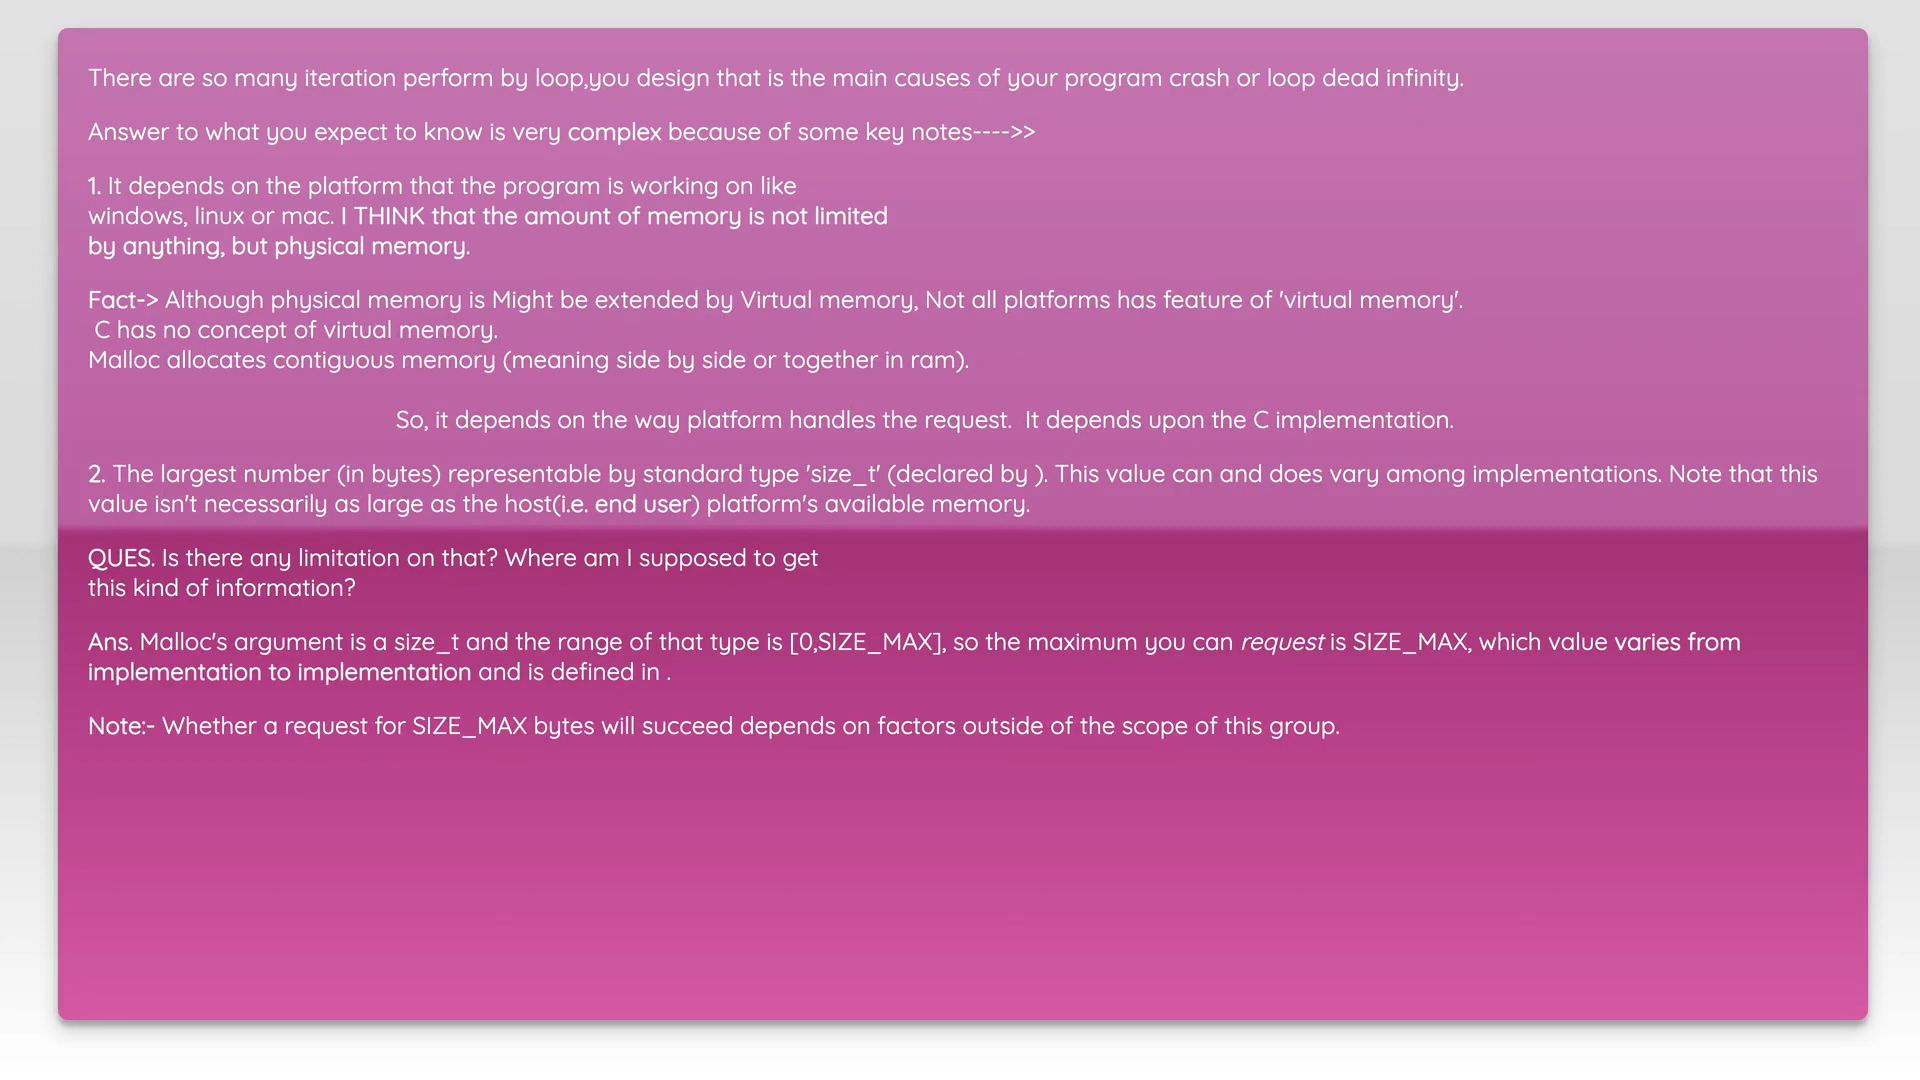 There are so many iteration perform by loop,you design that is the main causes of your program crash or loop dead infinity.
Answer to what you expect to know is very complex because of some key notes---->>
1. It depends on the platform that the program is working on like
windows, linux or mac. I THINK that the amount of memory is not limited
by anything, but physical memory.
Fact-> Although physical memory is Might be extended by Virtual memory, Not all platforms has feature of 'virtual memory'.
C has no concept of virtual memory.
Malloc allocates contiguous memory (meaning side by side or together in ram).
So, it depends on the way platform handles the request.  It depends upon the C implementation.
2. The largest number (in bytes) representable by standard type 'size_t' (declared by ). This value can and does vary among implementations. Note that this
value isn't necessarily as large as the host(i.e. end user) platform's available memory.
QUES. Is there any limitation on that? Where am I supposed to get
this kind of information?
Ans. Malloc's argument is a size_t and the range of that type is [0,SIZE_MAX], so the maximum you can request is SIZE_MAX, which value varies from
implementation to implementation and is defined in .
Note:- Whether a request for SIZE_MAX bytes will succeed depends on factors outside of the scope of this group.